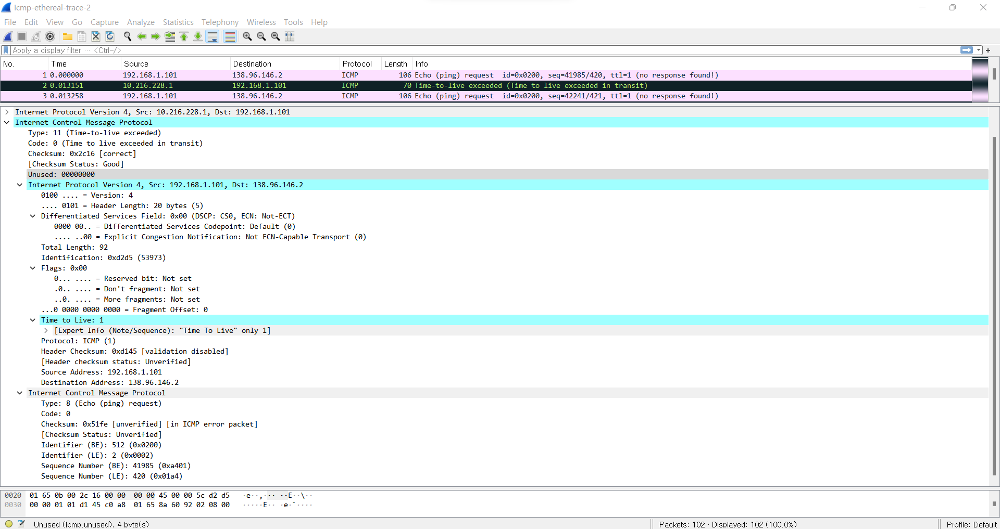 icmp-ethereal-trace-2
File Edit View Go Capture Analyze Statistics Telephony Wireless Tools Help
Apply a display filter ··· <Ctrl-/>
No. Time Source Destination Protocol Length Info
1 0.000000 192.168.1.101 138.96.146.2 ICMP 106 Echo (ping) request id=0x0200, seq=41985/420, ttl=1 (no response found!)
2 0.013151 10.216.228.1 192.168.1.101 ICMP 70 Time-to-live exceeded (Time to live exceeded in transit)
3 0.013258 192.168.1.101 138.96.146.2 ICMP 106 Echo (ping) request id=0x0200, seq=42241/421, ttl=1 (no response found!)
Internet Protocol Version 4, Src: 10.216.228.1, Dst: 192.168.1.101
Internet Control Message Protocol
Type: 11 (Time-to-live exceeded)
Code: 0 (Time to live exceeded in transit)
Checksum: 0x2c16 [correct]
[Checksum Status: Good]
Unused: 00000000
Internet Protocol Version 4, Src: 192.168.1.101, Dst: 138.96.146.2
0100 .... = Version: 4
.... 0101 = Header Length: 20 bytes (5)
Differentiated Services Field: 0x00 (DSCP: CS0, ECN: Not-ECT)
0000 00.. = Differentiated Services Codepoint: Default (0)
.... ..00 = Explicit Congestion Notification: Not ECN-Capable Transport (0)
Total Length: 92
Identification: 0xd2d5 (53973)
Flags: 0x00
0... .... = Reserved bit: Not set
.0.. .... = Don't fragment: Not set
..0. .... = More fragments: Not set
...0 0000 0000 0000 = Fragment Offset: 0
Time to Live: 1
[Expert Info (Note/Sequence): "Time To Live" only 1]
Protocol: ICMP (1)
Header Checksum: 0xd145 [validation disabled]
[Header checksum status: Unverified]
Source Address: 192.168.1.101
Destination Address: 138.96.146.2
Internet Control Message Protocol
Type: 8 (Echo (ping) request)
Code: 0
Checksum: 0x51fe [unverified] [in ICMP error packet]
[Checksum Status: Unverified]
Identifier (BE): 512 (0x0200)
Identifier (LE): 2 (0x0002)
Sequence Number (BE): 41985 (0xa401)
Sequence Number (LE): 420 (0x01a4)
0020 01 65 0b 00 2c 16 00 00 00 00 45 00 00 5c d2 d5 ·e··,··· ··E··\··
0030 00 00 01 01 d1 45 c0 a8 01 65 8a 60 92 02 08 00 ·····E·· ·e·`····
Unused (icmp.unused), 4 byte(s) Packets: 102 · Displayed: 102 (100.0%) Profile: Default